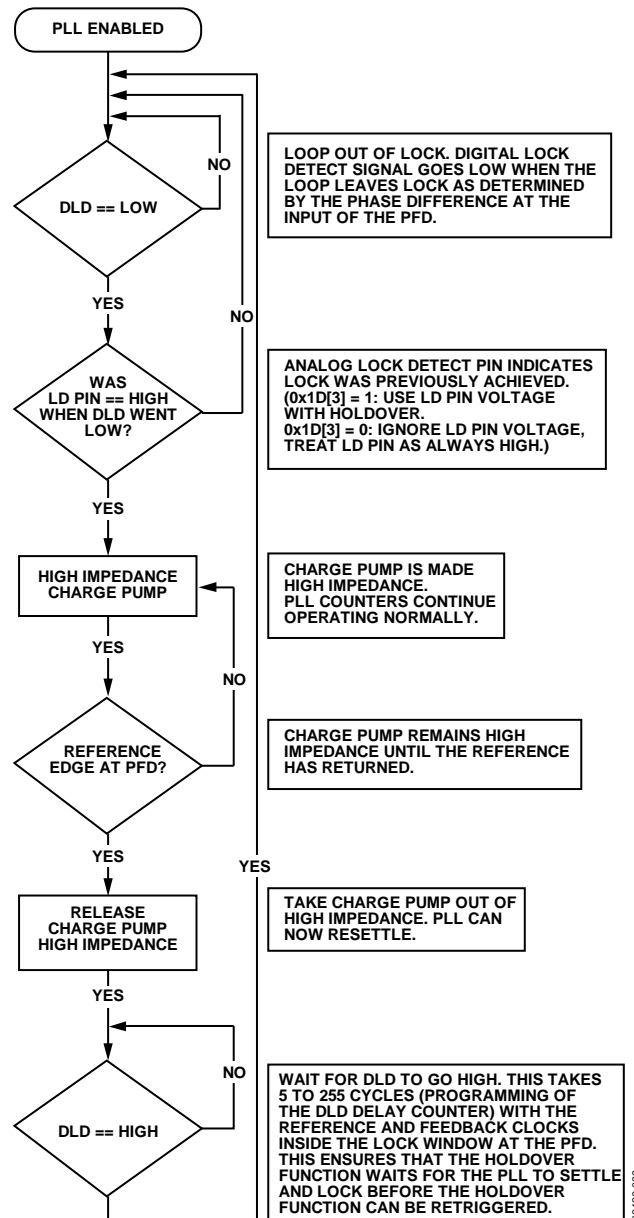 PLL ENABLED
NO
DLD == LOW
LOOP OUT OF LOCK. DIGITAL LOCK
DETECT SIGNAL GOES LOW WHEN THE
LOOP LEAVES LOCK AS DETERMINED
BY THE PHASE DIFFERENCE AT THE
INPUT OF THE PFD.
YES
NO
WAS
LD PIN == HIGH
WHEN DLD WENT
LOW?
ANALOG LOCK DETECT PIN INDICATES
LOCK WAS PREVIOUSLY ACHIEVED.
(0x1D[3] = 1: USE LD PIN VOLTAGE
WITH HOLDOVER.
0x1D[3] = 0: IGNORE LD PIN VOLTAGE,
TREAT LD PIN AS ALWAYS HIGH.)
YES
HIGH IMPEDANCE
CHARGE PUMP
CHARGE PUMP IS MADE
HIGH IMPEDANCE.
PLL COUNTERS CONTINUE
OPERATING NORMALLY.
YES
NO
REFERENCE
EDGE AT PFD?
CHARGE PUMP REMAINS HIGH
IMPEDANCE UNTIL THE REFERENCE
HAS RETURNED.
YES
YES
RELEASE
CHARGE PUMP
HIGH IMPEDANCE
TAKE CHARGE PUMP OUT OF
HIGH IMPEDANCE. PLL CAN
NOW RESETTLE.
YES
NO
DLD == HIGH
WAIT FOR DLD TO GO HIGH. THIS TAKES
5 TO 255 CYCLES (PROGRAMMING OF
THE DLD DELAY COUNTER) WITH THE
REFERENCE AND FEEDBACK CLOCKS
INSIDE THE LOCK WINDOW AT THE PFD.
THIS ENSURES THAT THE HOLDOVER
FUNCTION WAITS FOR THE PLL TO SETTLE
AND LOCK BEFORE THE HOLDOVER
FUNCTION CAN BE RETRIGGERED.